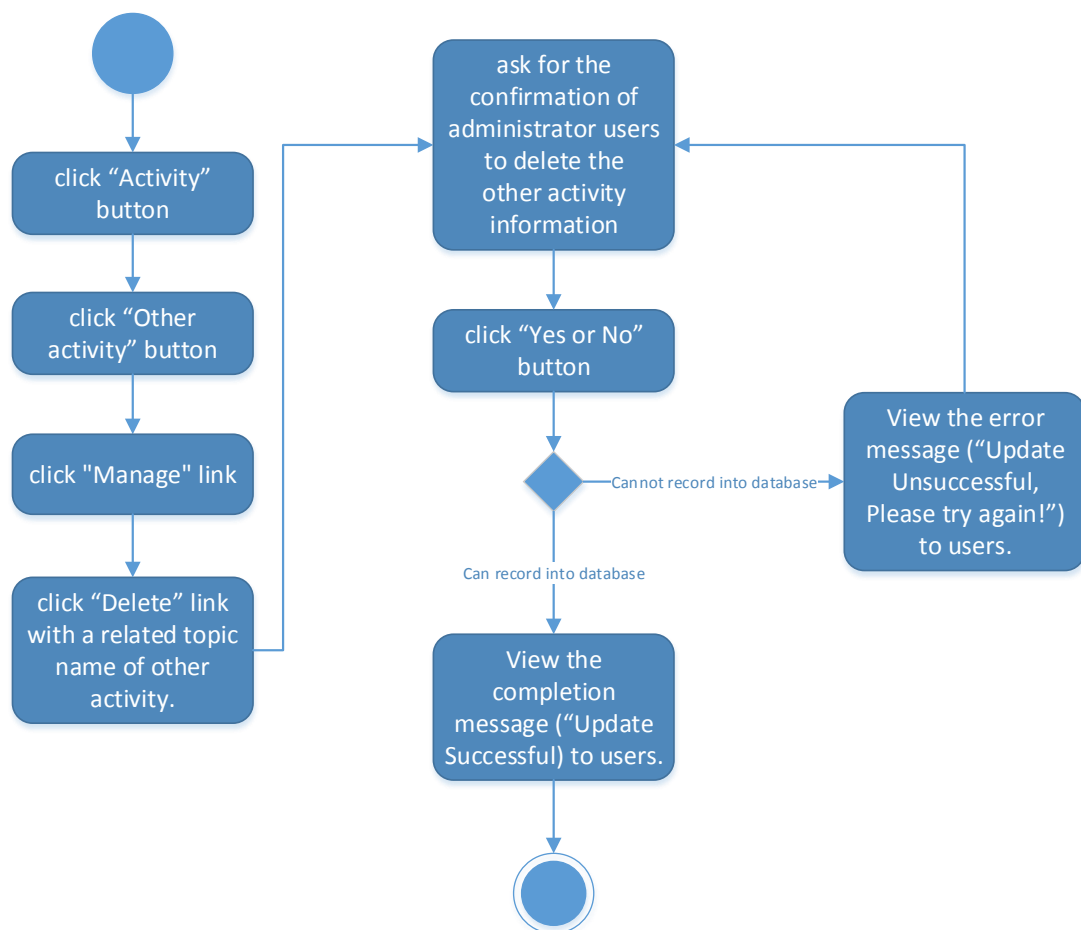 click “Activity”
button
click “Other
activity” button
click "Manage" link
click “Delete” link
with a related topic
name of other
activity.
ask for the
confirmation of
administrator users
to delete the
other activity
information
click “Yes or No”
button
Cannot record into database
View the error
message (“Update
Unsuccessful,
Please try again!”)
to users.
Can record into database
View the
completion
message (“Update
Successful) to users.